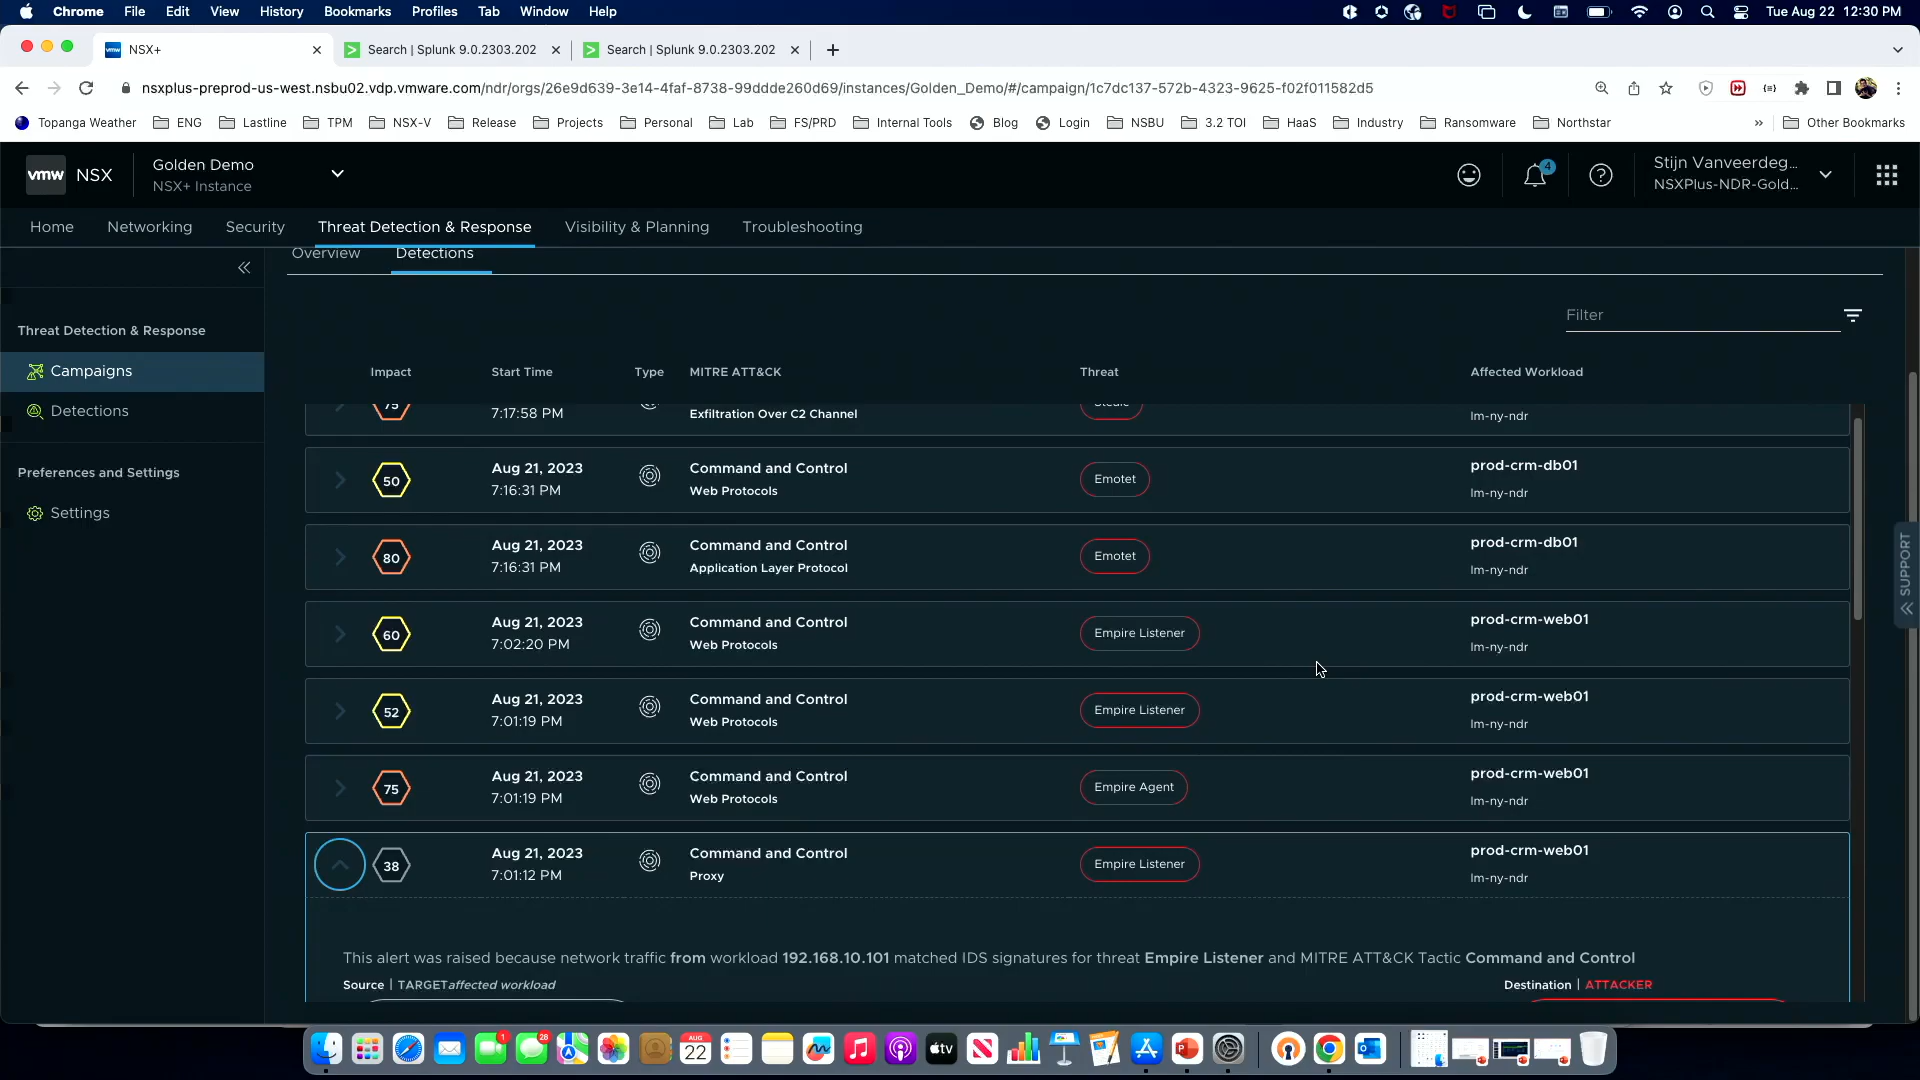 Chrome File Edit View History Bookmarks Profiles Tab Window Help Tue Aug 22 12:30 PM
vmw NSX+ Search | Splunk 9.0.2303.202 Search | Splunk 9.0.2303.202
nsxplus-preprod-us-west.nsbu02.vdp.vmware.com/ndr/orgs/26e9d639-3e14-4faf-8738-99ddde260d69/instances/Golden_Demo/#/campaign/1c7dc137-572b-4323-9625-f02f011582d5
Topanga Weather ENG Lastline TPM NSX-V Release Projects Personal Lab FS/PRD Internal Tools Blog Login NSBU 3.2 TOI HaaS Industry Ransomware Northstar » Other Bookmarks
vmw NSX
Golden Demo
NSX+ Instance
4
Stijn Vanveerdeg...
NSXPlus-NDR-Gold...
Home Networking Security Threat Detection & Response Visibility & Planning Troubleshooting
Overview Detections
Threat Detection & Response
Campaigns
Detections
Preferences and Settings
Settings
Filter
Impact Start Time Type MITRE ATT&CK Threat Affected Workload
75 7:17:58 PM Exfiltration Over C2 Channel lm-ny-ndr
50 Aug 21, 2023 Command and Control Emotet prod-crm-db01
7:16:31 PM Web Protocols lm-ny-ndr
80 Aug 21, 2023 Command and Control Emotet prod-crm-db01
7:16:31 PM Application Layer Protocol lm-ny-ndr
60 Aug 21, 2023 Command and Control Empire Listener prod-crm-web01
7:02:20 PM Web Protocols lm-ny-ndr
52 Aug 21, 2023 Command and Control Empire Listener prod-crm-web01
7:01:19 PM Web Protocols lm-ny-ndr
75 Aug 21, 2023 Command and Control Empire Agent prod-crm-web01
7:01:19 PM Web Protocols lm-ny-ndr
38 Aug 21, 2023 Command and Control Empire Listener prod-crm-web01
7:01:12 PM Proxy lm-ny-ndr
This alert was raised because network traffic from workload 192.168.10.101 matched IDS signatures for threat Empire Listener and MITRE ATT&CK Tactic Command and Control
Source | TARGET affected workload Destination | ATTACKER
SUPPORT
1 28 AUG 22 tv